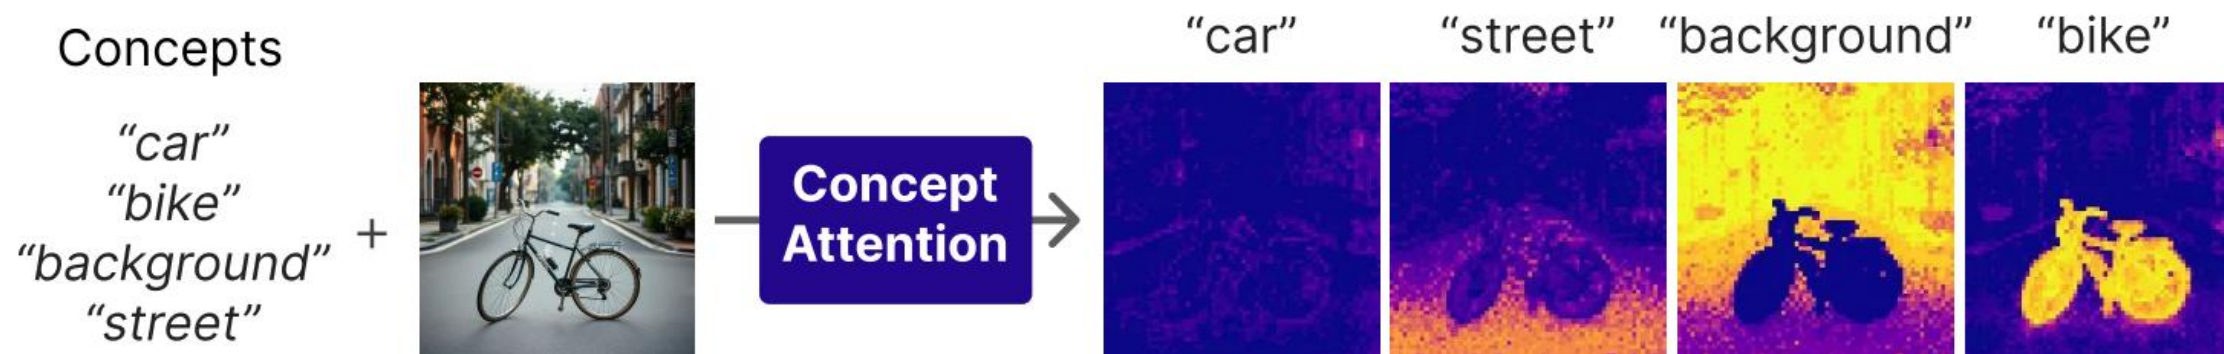 Concepts
“car”
“bike”
“background”
“street”
+
Concept
Attention
“car” “street” “background” “bike”